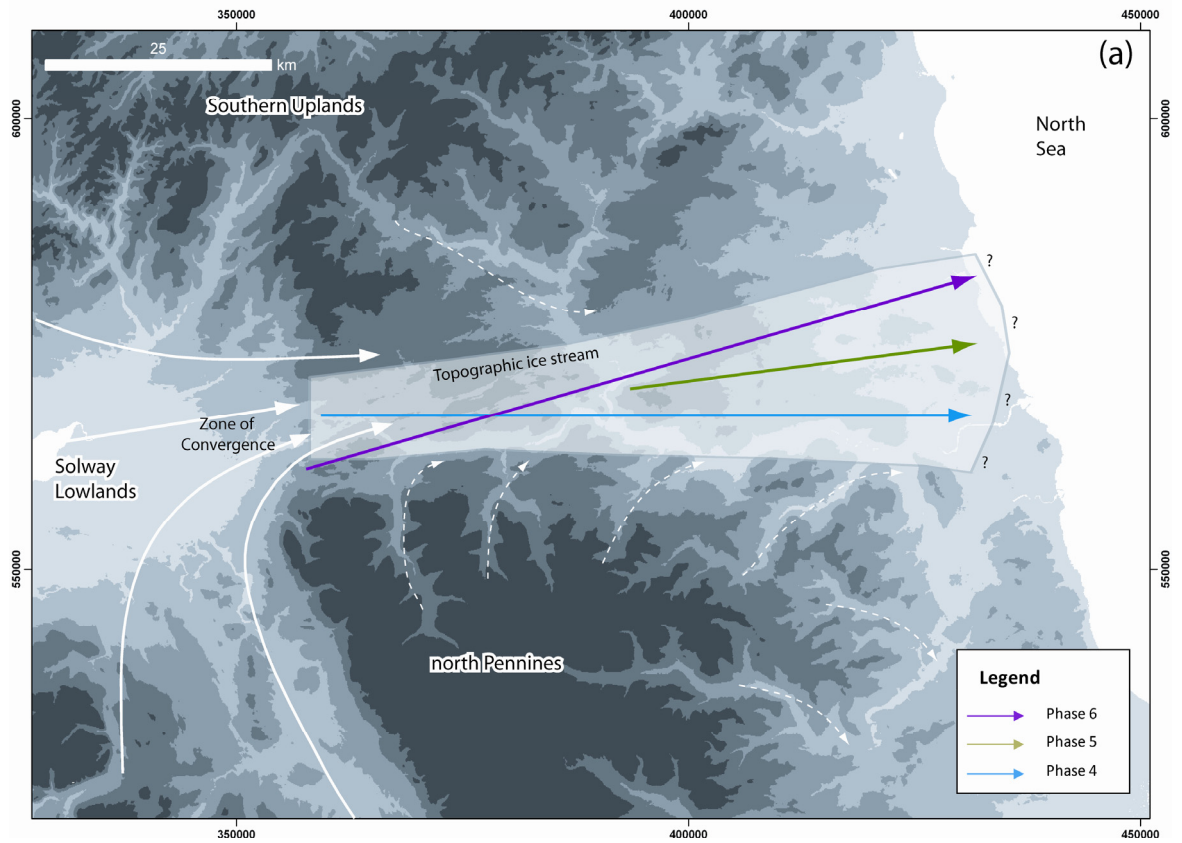 350000
400000
450000
(a)
25
km
Southern Uplands
600000
600000
North
Sea
?
?
Topographic ice stream
Zone of
Convergence
?
Solway
Lowlands
?
550000
550000
north Pennines
Legend
Phase 6
Phase 5
Phase 4
350000
400000
450000